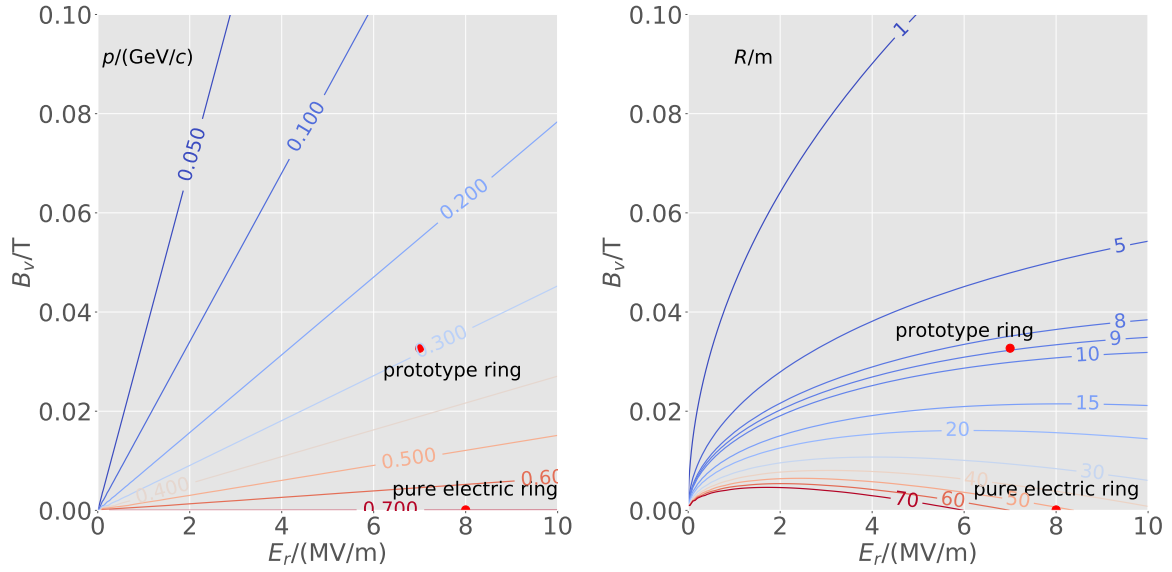 0.10
0.08
0.06
0.04
0.02
0.00
B_v/T
p/(GeV/c)
0.050
0.100
0.200
0.300
prototype ring
0.400
0.500
0.60
pure electric ring
0.700
0 2 4 6 8 10
E_r/(MV/m)
0.10
0.08
0.06
0.04
0.02
0.00
B_v/T
R/m
1
5
prototype ring
8
9
10
15
20
30
40
pure electric ring
50
60
70
0 2 4 6 8 10
E_r/(MV/m)